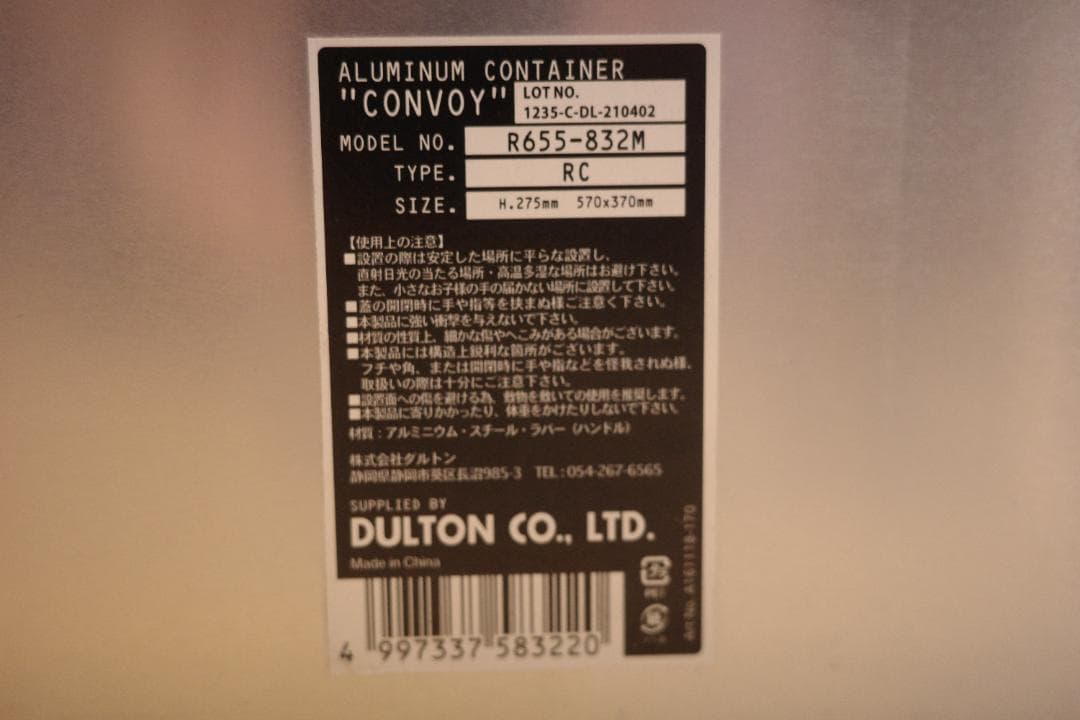 ALUMINUM CONTAINER
"CONVOY"
LOT NO.
1235-C-DL-210402
MODEL NO. R655-832M
TYPE. RC
SIZE. H.275mm 570x370mm
【使用上の注意】
■設置の際は安定した場所に平らな設置し、
直射日光の当たる場所・高温多湿な場所はお避け下さい。
また、小さなお子様の手の届かない場所に設置して下さい。
■蓋の開閉時に手や指等を挟まぬ様ご注意く下さい。
■本製品に強い衝撃を与えないで下さい。
■材質の性質上、細かな傷やへこみがある場合がございます。
■本製品には構造上鋭利な箇所がございます。
フチや角、または開閉時に手や指などを怪我されぬ様、
取扱いの際は十分にご注意下さい。
■設置面への傷を避ける為、敷物を敷いての使用を推奨します。
■本製品に寄りかかったり、体重をかけたりしないで下さい。
材質：アルミニウム・スチール・ラバー（ハンドル）
株式会社ダルトン
静岡県静岡市葵区長沼985-3 TEL：054-267-6565
SUPPLIED BY
DULTON CO., LTD.
Made in China
4 997337 583220
Art No. A161118-170